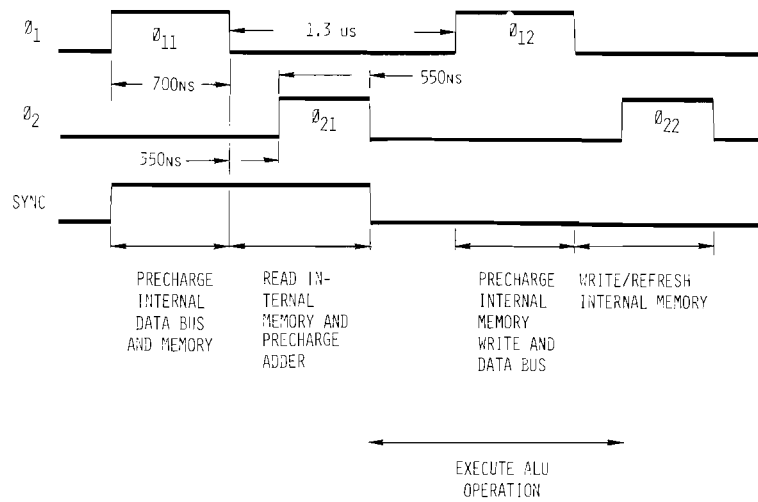 Ø1
Ø11
1.3 US
Ø12
700NS
550NS
Ø2
Ø21
Ø22
350NS
SYNC
PRECHARGE
INTERNAL
DATA BUS
AND MEMORY
READ IN-
TERNAL
MEMORY AND
PRECHARGE
ADDER
PRECHARGE
INTERNAL
MEMORY
WRITE AND
DATA BUS
WRITE/REFRESH
INTERNAL MEMORY
EXECUTE ALU
OPERATION